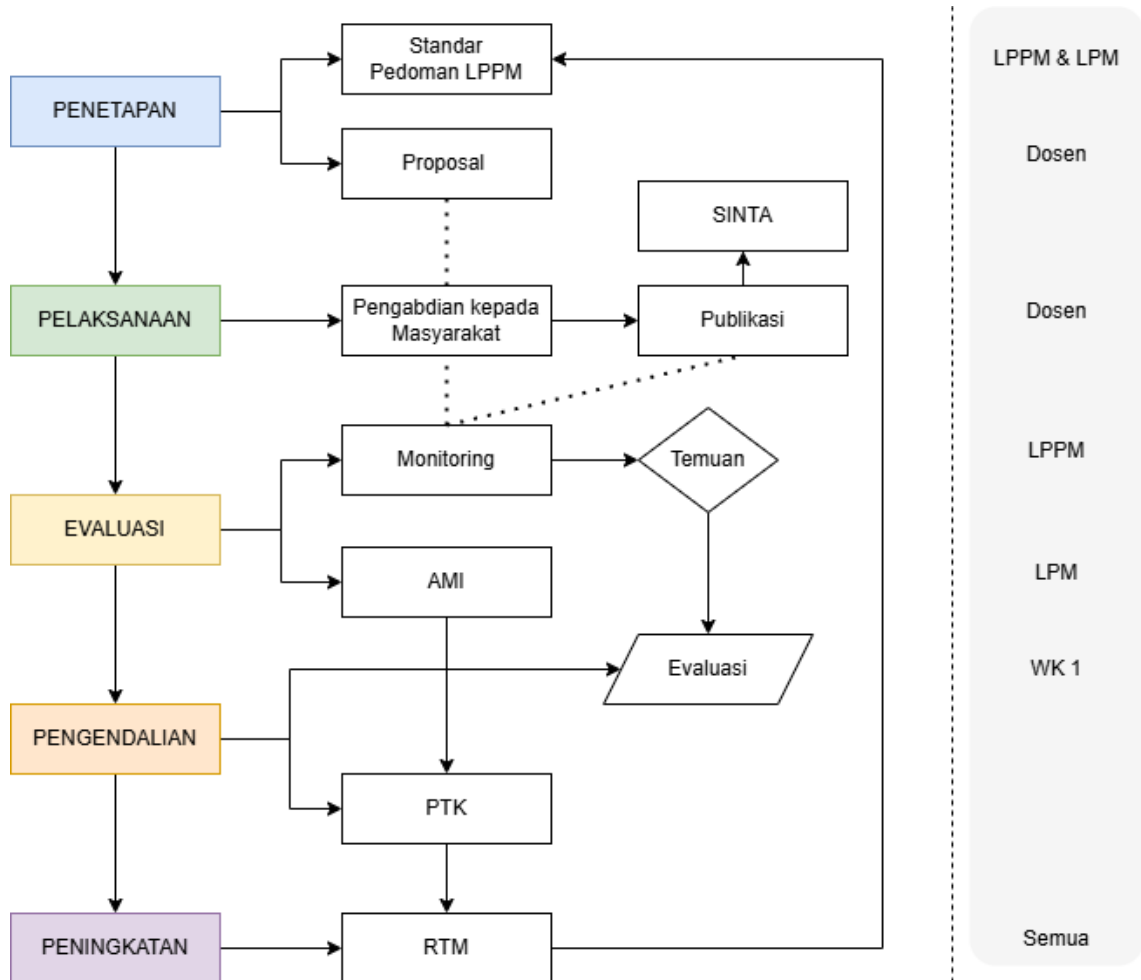 Standar
Pedoman LPPM
LPPM & LPM
PENETAPAN
Proposal
Dosen
SINTA
PELAKSANAAN
Pengabdian kepada
Masyarakat
Publikasi
Dosen
Monitoring
Temuan
LPPM
EVALUASI
AMI
LPM
Evaluasi
WK 1
PENGENDALIAN
PTK
PENINGKATAN
RTM
Semua